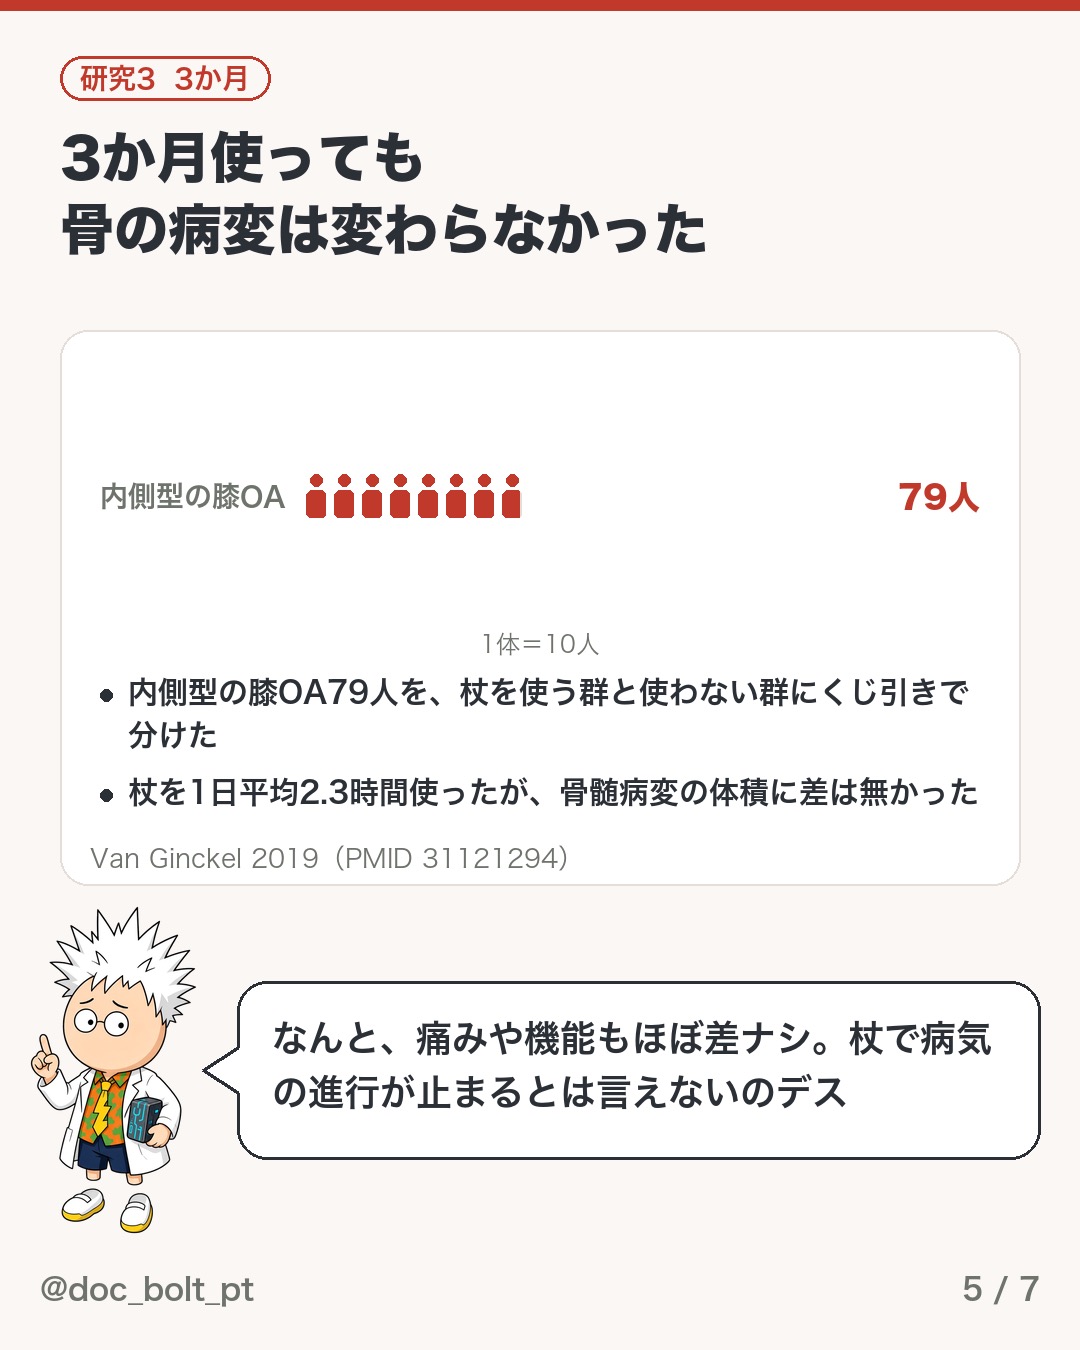 研究3 3か月
3か月使っても
骨の病変は変わらなかった
内側型の膝OA
79人
1体＝10人
● 内側型の膝OA79人を、杖を使う群と使わない群にくじ引きで
分けた
● 杖を1日平均2.3時間使ったが、骨髄病変の体積に差は無かった
Van Ginckel 2019（PMID 31121294）
なんと、痛みや機能もほぼ差ナシ。杖で病気
の進行が止まるとは言えないのデス
@doc_bolt_pt
5 / 7